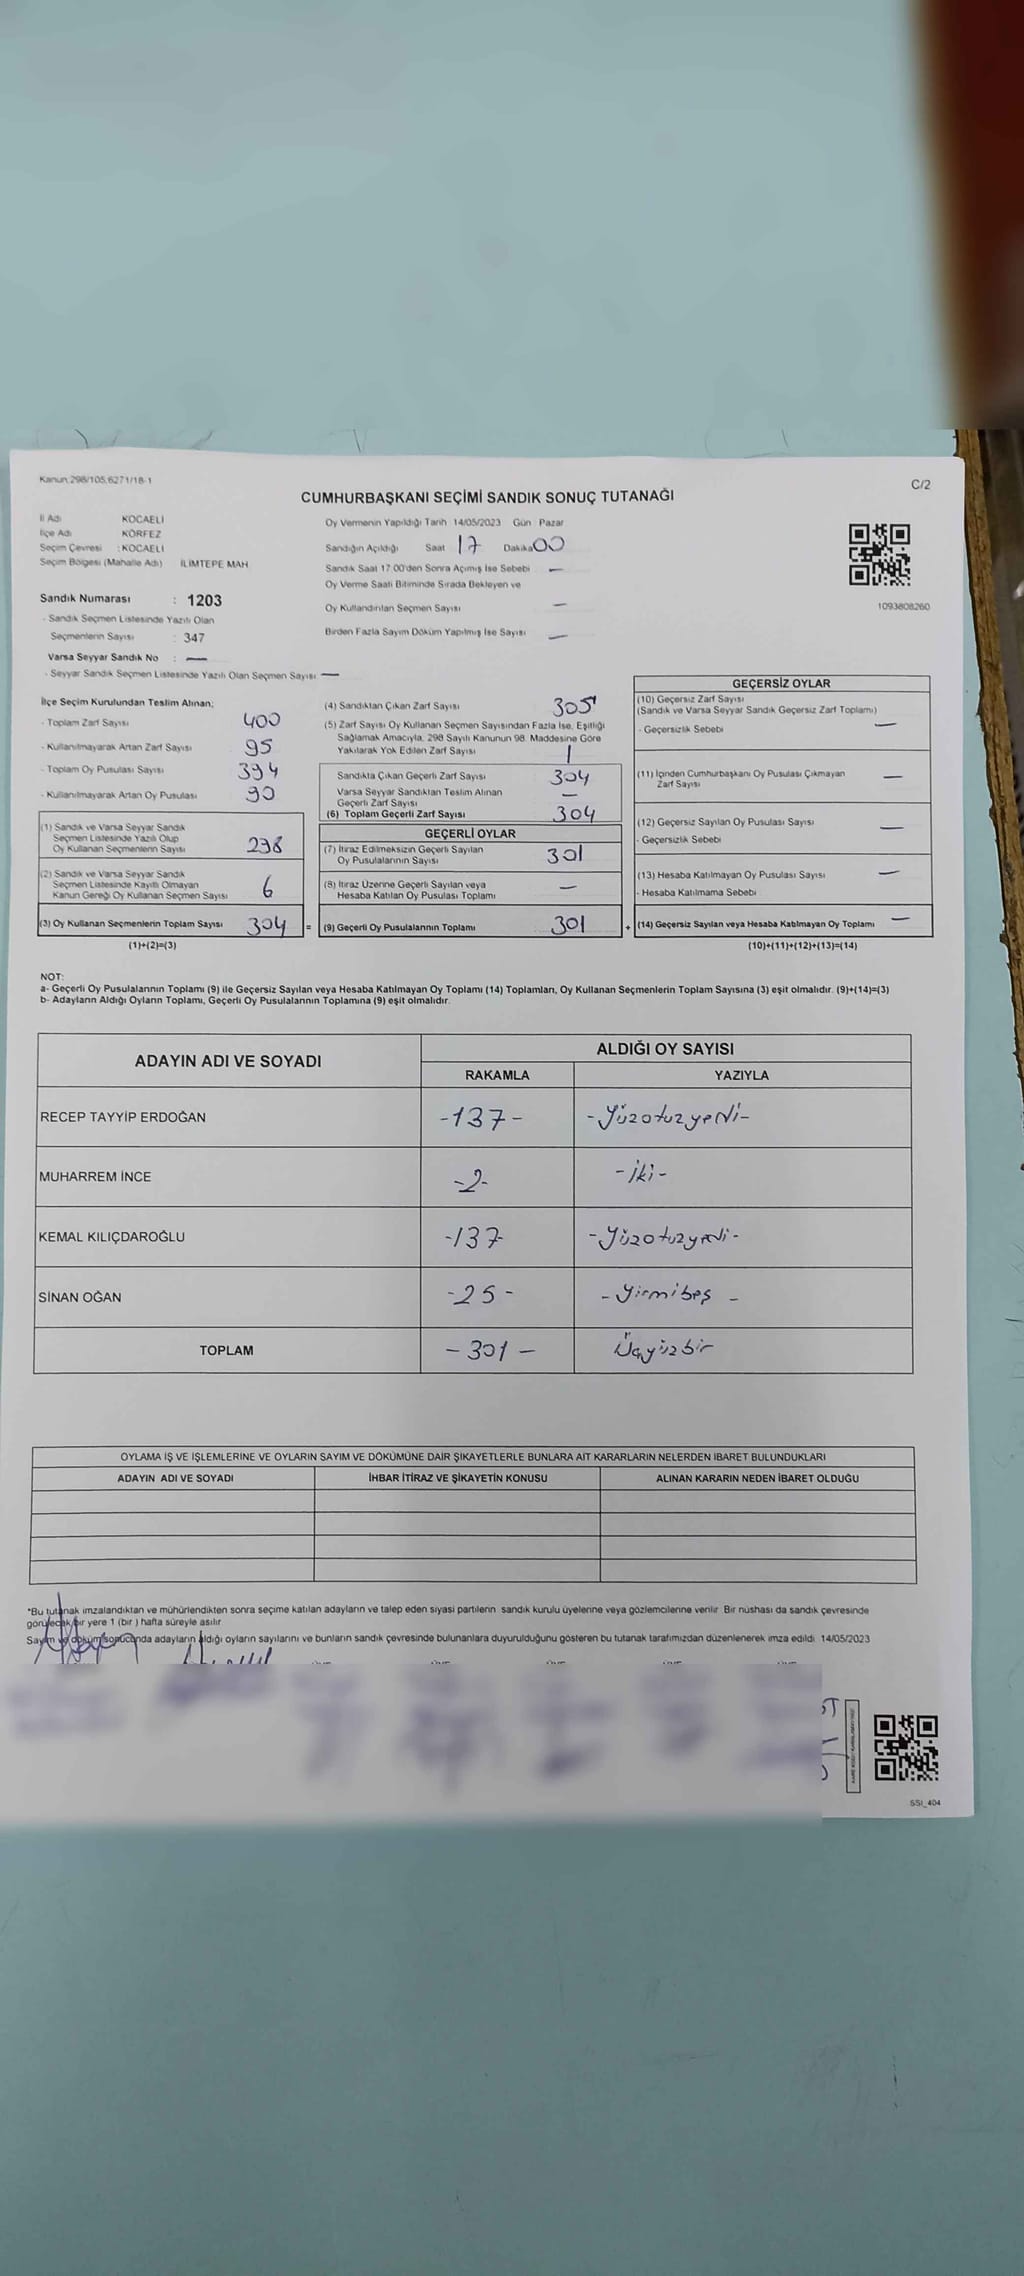 Kanun:298/105,6271/18-1
C/2
CUMHURBAŞKANI SEÇİMİ SANDIK SONUÇ TUTANAĞI
İl Adı KOCAELİ
İlçe Adı KÖRFEZ
Seçim Çevresi : KOCAELİ
Seçim Bölgesi (Mahalle Adı) İLİMTEPE MAH
Sandık Numarası : 1203
- Sandık Seçmen Listesinde Yazılı Olan
Seçmenlerin Sayısı : 347
Varsa Seyyar Sandık No : —
- Seyyar Sandık Seçmen Listesinde Yazılı Olan Seçmen Sayısı : —
Oy Vermenin Yapıldığı Tarih 14/05/2023 Gün Pazar
Sandığın Açıldığı Saat 17 Dakika 00
Sandık Saat 17:00'den Sonra Açımış İse Sebebi —
Oy Verme Saati Bitiminde Sırada Bekleyen ve
Oy Kullandırılan Seçmen Sayısı —
Birden Fazla Sayım Döküm Yapılmış İse Sayısı —
1093808260
İlçe Seçim Kurulundan Teslim Alınan;
- Toplam Zarf Sayısı 400
- Kullanılmayarak Artan Zarf Sayısı 95
- Toplam Oy Pusulası Sayısı 394
- Kullanılmayarak Artan Oy Pusulası 90
(1) Sandık ve Varsa Seyyar Sandık
Seçmen Listesinde Yazılı Olup
Oy Kullanan Seçmenlerin Sayısı 298
(2) Sandık ve Varsa Seyyar Sandık
Seçmen Listesinde Kayıtlı Olmayan
Kanun Gereği Oy Kullanan Seçmen Sayısı 6
(3) Oy Kullanan Seçmenlerin Toplam Sayısı 304 =
(1)+(2)=(3)
(4) Sandıktan Çıkan Zarf Sayısı 305
(5) Zarf Sayısı Oy Kullanan Seçmen Sayısından Fazla İse, Eşitliği
Sağlamak Amacıyla, 298 Sayılı Kanunun 98. Maddesine Göre
Yakılarak Yok Edilen Zarf Sayısı 1
Sandıkta Çıkan Geçerli Zarf Sayısı 304
Varsa Seyyar Sandıktan Teslim Alınan
Geçerli Zarf Sayısı —
(6) Toplam Geçerli Zarf Sayısı 304
GEÇERLİ OYLAR
(7) İtiraz Edilmeksizin Geçerli Sayılan
Oy Pusulalarının Sayısı 301
(8) İtiraz Üzerine Geçerli Sayılan veya
Hesaba Katılan Oy Pusulası Toplamı —
(9) Geçerli Oy Pusulalarının Toplamı 301 +
GEÇERSİZ OYLAR
(10) Geçersiz Zarf Sayısı
(Sandık ve Varsa Seyyar Sandık Geçersiz Zarf Toplamı)
- Geçersizlik Sebebi —
(11) İçinden Cumhurbaşkanı Oy Pusulası Çıkmayan
Zarf Sayısı —
(12) Geçersiz Sayılan Oy Pusulası Sayısı —
- Geçersizlik Sebebi
(13) Hesaba Katılmayan Oy Pusulası Sayısı —
- Hesaba Katılmama Sebebi
(14) Geçersiz Sayılan veya Hesaba Katılmayan Oy Toplamı —
(10)+(11)+(12)+(13)=(14)
NOT:
a- Geçerli Oy Pusulalarının Toplamı (9) ile Geçersiz Sayılan veya Hesaba Katılmayan Oy Toplamı (14) Toplamları, Oy Kullanan Seçmenlerin Toplam Sayısına (3) eşit olmalıdır. (9)+(14)=(3)
b- Adayların Aldığı Oyların Toplamı, Geçerli Oy Pusulalarının Toplamına (9) eşit olmalıdır.
ADAYIN ADI VE SOYADI ALDIĞI OY SAYISI
RAKAMLA YAZIYLA
RECEP TAYYİP ERDOĞAN -137- -Yüzotuzyedi-
MUHARREM İNCE -2- -İki-
KEMAL KILIÇDAROĞLU -137- -Yüzotuzyedi-
SİNAN OĞAN -25- -Yirmibeş-
TOPLAM -301- Üçyüzbir
OYLAMA İŞ VE İŞLEMLERİNE VE OYLARIN SAYIM VE DÖKÜMÜNE DAİR ŞİKAYETLERLE BUNLARA AİT KARARLARIN NELERDEN İBARET BULUNDUKLARI
ADAYIN ADI VE SOYADI İHBAR İTİRAZ VE ŞİKAYETİN KONUSU ALINAN KARARIN NEDEN İBARET OLDUĞU
*Bu tutanak imzalandıktan ve mühürlendikten sonra seçime katılan adayların ve talep eden siyasi partilerin sandık kurulu üyelerine veya gözlemcilerine verilir. Bir nüshası da sandık çevresinde
görülecek bir yere 1 (bir ) hafta süreyle asılır.
Sayım ve döküm sonucunda adayların aldığı oyların sayılarını ve bunların sandık çevresinde bulunanlara duyurulduğunu gösteren bu tutanak tarafımızdan düzenlenerek imza edildi. 14/05/2023
SSI_404